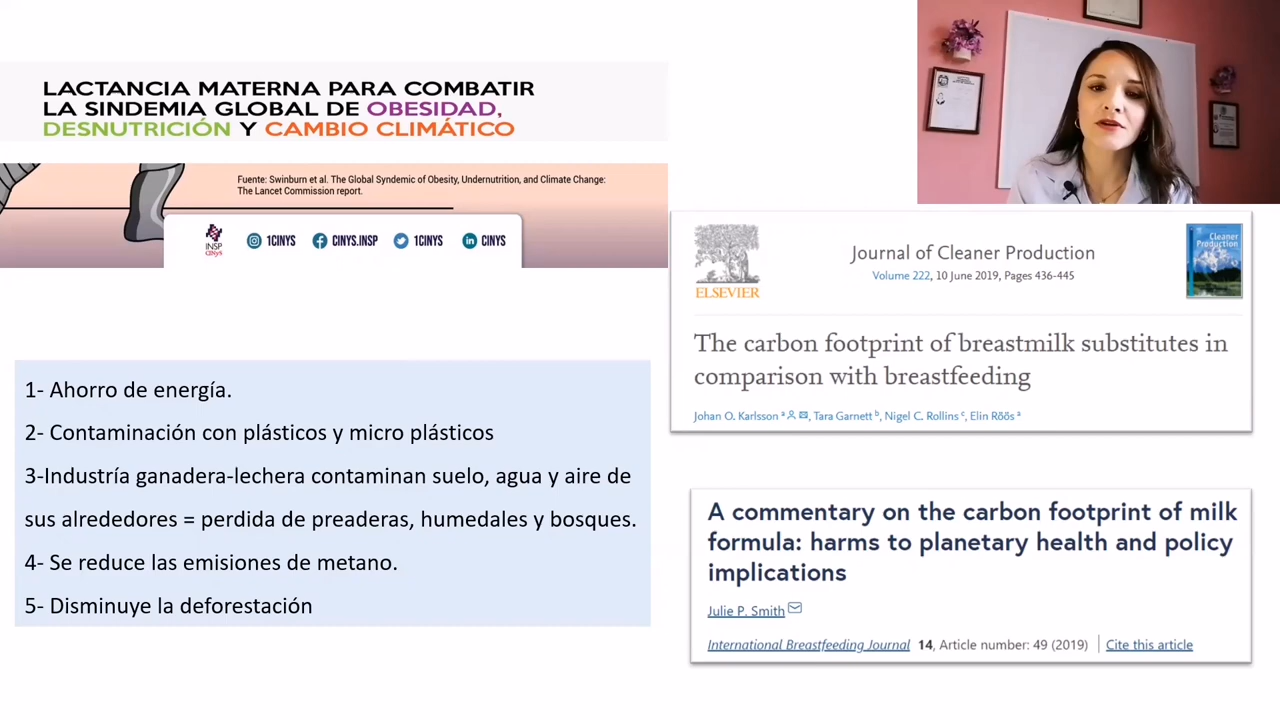 LACTANCIA MATERNA PARA COMBATIR
LA SINDEMIA GLOBAL DE OBESIDAD,
DESNUTRICIÓN Y CAMBIO CLIMÁTICO
Fuente: Swinburn et al. The Global Syndemic of Obesity, Undernutrition, and Climate Change:
The Lancet Commission report.
INSP
CINyS
1CINYS
CINYS.INSP
1CINYS
CINYS
1- Ahorro de energía.
2- Contaminación con plásticos y micro plásticos
3-Industría ganadera-lechera contaminan suelo, agua y aire de
sus alrededores = perdida de preaderas, humedales y bosques.
4- Se reduce las emisiones de metano.
5- Disminuye la deforestación
ELSEVIER
Journal of Cleaner Production
Volume 222, 10 June 2019, Pages 436-445
Cleaner
Production
The carbon footprint of breastmilk substitutes in
comparison with breastfeeding
Johan O. Karlsson a, Tara Garnett b, Nigel C. Rollins c, Elin Röös a
A commentary on the carbon footprint of milk
formula: harms to planetary health and policy
implications
Julie P. Smith
International Breastfeeding Journal 14, Article number: 49 (2019) | Cite this article